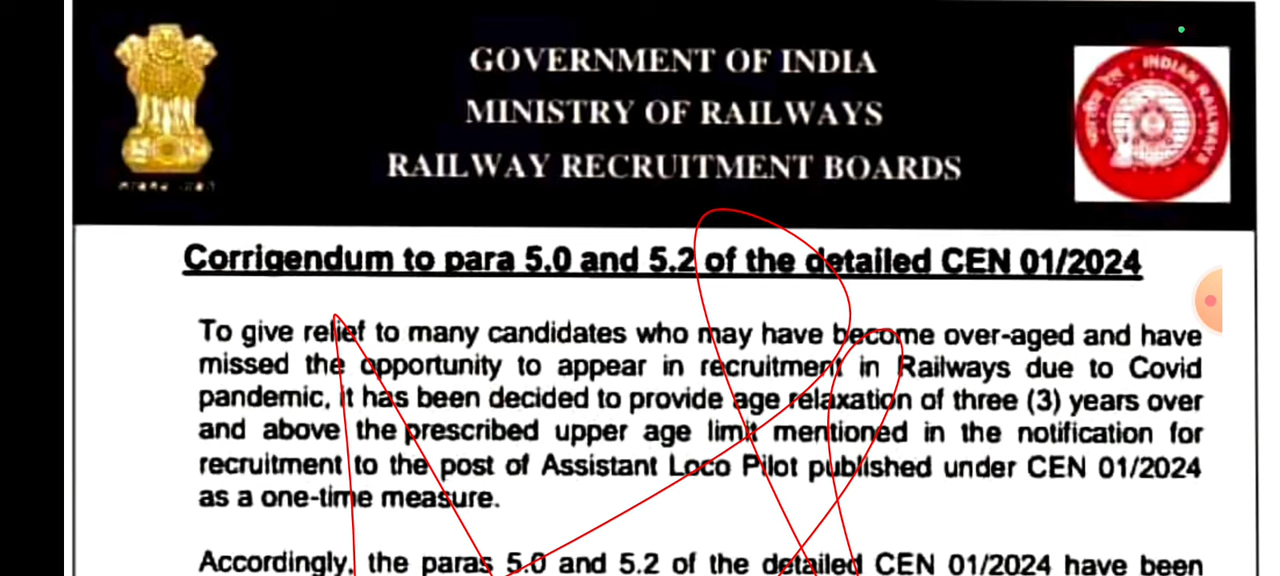 GOVERNMENT OF INDIA
MINISTRY OF RAILWAYS
RAILWAY RECRUITMENT BOARDS
INDIAN RAILWAYS
Corrigendum to para 5.0 and 5.2 of the detailed CEN 01/2024
To give relief to many candidates who may have become over-aged and have
missed the opportunity to appear in recruitment in Railways due to Covid
pandemic, it has been decided to provide age relaxation of three (3) years over
and above the prescribed upper age limit mentioned in the notification for
recruitment to the post of Assistant Loco Pilot published under CEN 01/2024
as a one-time measure.
Accordingly, the paras 5.0 and 5.2 of the detailed CEN 01/2024 have been